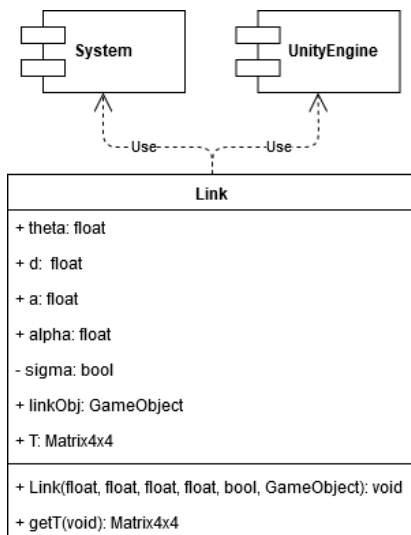 System
UnityEngine
Use
Use
Link
+ theta: float
+ d: float
+ a: float
+ alpha: float
- sigma: bool
+ linkObj: GameObject
+ T: Matrix4x4
+ Link(float, float, float, float, bool, GameObject): void
+ getT(void): Matrix4x4